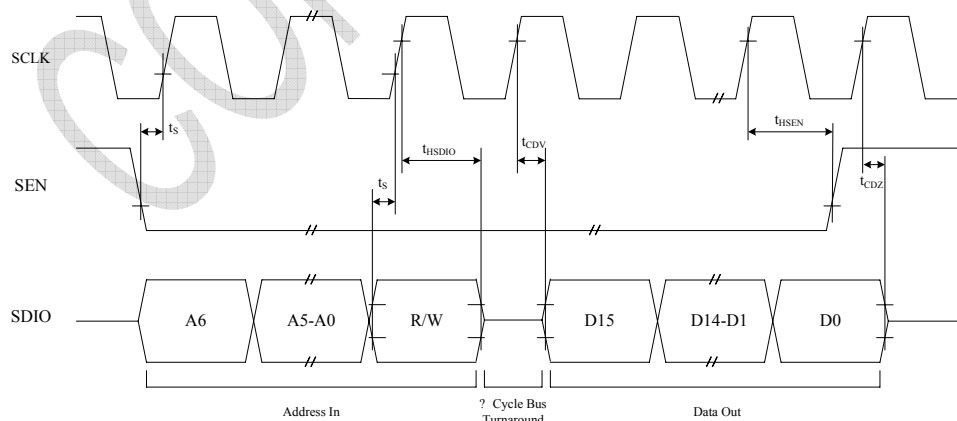 SCLK
tS
tHSDIO
tCDV
tHSEN
SEN
tS
tCDZ
SDIO
A6
A5-A0
R/W
D15
D14-D1
D0
Address In
? Cycle Bus
Turnaround
Data Out